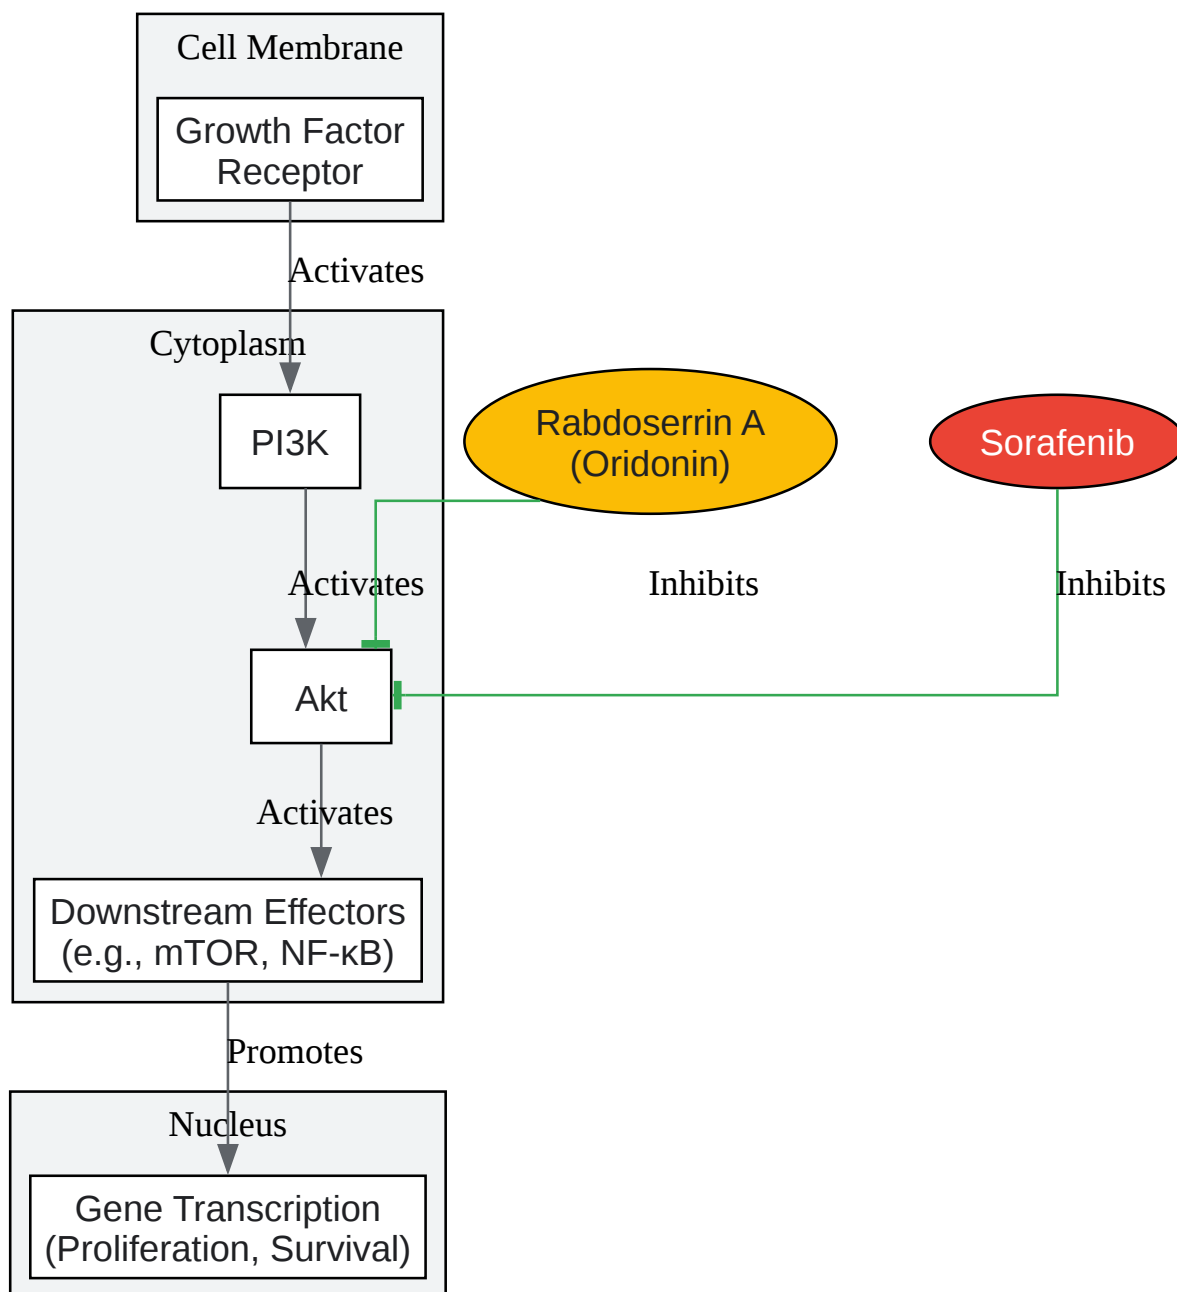 Cell Membrane
Growth Factor
Receptor
Activates
Cytoplasm
PI3K
Rabdoserrin A
(Oridonin)
Sorafenib
Activates
Inhibits
Inhibits
Akt
Activates
Downstream Effectors
(e.g., mTOR, NF-κB)
Promotes
Nucleus
Gene Transcription
(Proliferation, Survival)